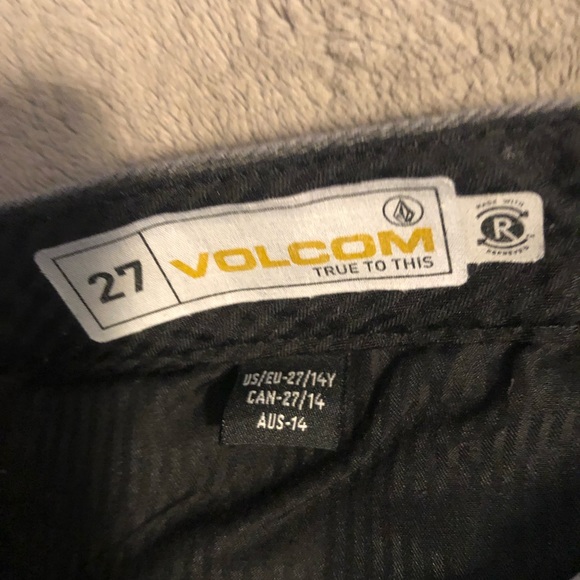 27
VOLCOM
TRUE TO THIS
MADE WITH
R
REPREVE
US/EU-27/14Y
CAN-27/14
AUS-14